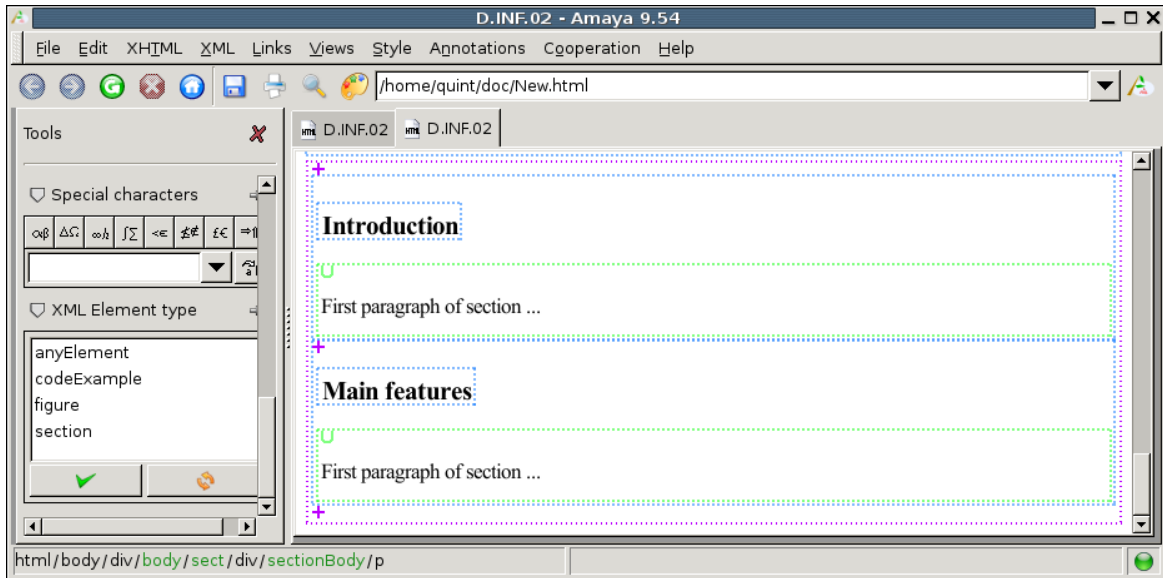 D.INF.02 - Amaya 9.54
File Edit XHTML XML Links Views Style Annotations Cooperation Help
/home/quint/doc/New.html
Tools
D.INF.02
D.INF.02
Special characters
αβ ΔΩ ∫∑ <∈ £€
XML Element type
anyElement
codeExample
figure
section
Introduction
First paragraph of section ...
Main features
First paragraph of section ...
html/body/div/body/sect/div/sectionBody/p